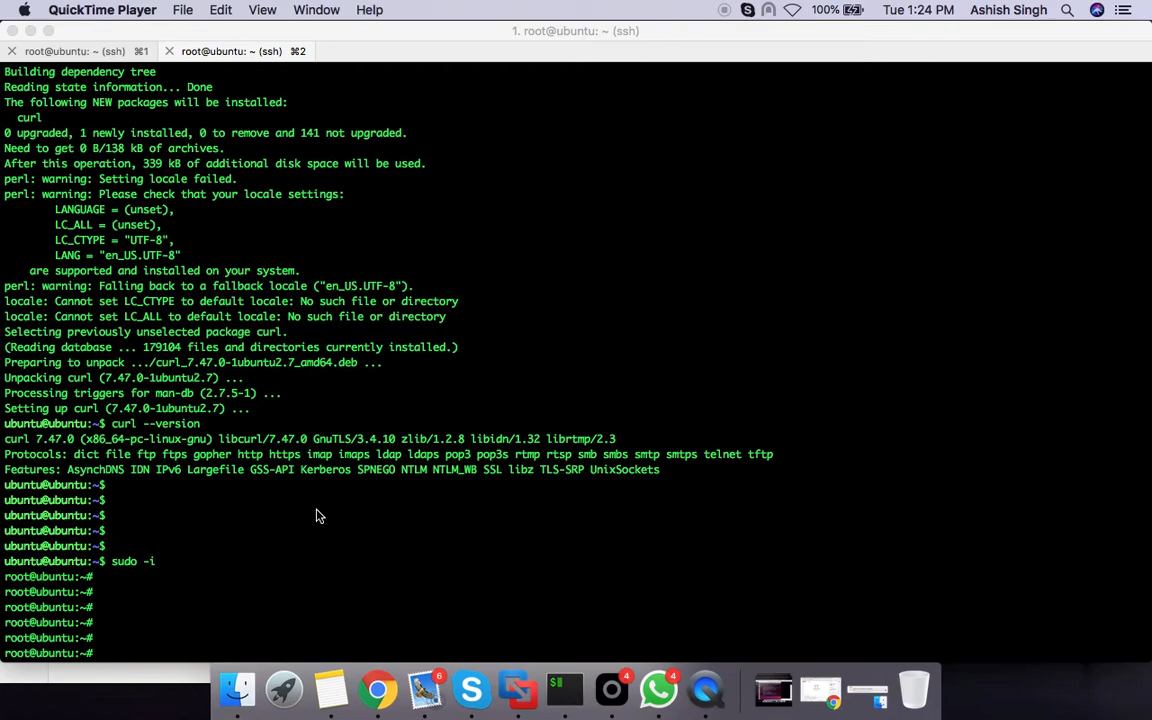 QuickTime Player File Edit View Window Help 100% Tue 1:24 PM Ashish Singh
1. root@ubuntu: ~ (ssh)
root@ubuntu: ~ (ssh) ⌘1 root@ubuntu: ~ (ssh) ⌘2
Building dependency tree
Reading state information... Done
The following NEW packages will be installed:
curl
0 upgraded, 1 newly installed, 0 to remove and 141 not upgraded.
Need to get 0 B/138 kB of archives.
After this operation, 339 kB of additional disk space will be used.
perl: warning: Setting locale failed.
perl: warning: Please check that your locale settings:
LANGUAGE = (unset),
LC_ALL = (unset),
LC_CTYPE = "UTF-8",
LANG = "en_US.UTF-8"
are supported and installed on your system.
perl: warning: Falling back to a fallback locale ("en_US.UTF-8").
locale: Cannot set LC_CTYPE to default locale: No such file or directory
locale: Cannot set LC_ALL to default locale: No such file or directory
Selecting previously unselected package curl.
(Reading database ... 179104 files and directories currently installed.)
Preparing to unpack .../curl_7.47.0-1ubuntu2.7_amd64.deb ...
Unpacking curl (7.47.0-1ubuntu2.7) ...
Processing triggers for man-db (2.7.5-1) ...
Setting up curl (7.47.0-1ubuntu2.7) ...
ubuntu@ubuntu:~$ curl --version
curl 7.47.0 (x86_64-pc-linux-gnu) libcurl/7.47.0 GnuTLS/3.4.10 zlib/1.2.8 libidn/1.32 librtmp/2.3
Protocols: dict file ftp ftps gopher http https imap imaps ldap ldaps pop3 pop3s rtmp rtsp smb smbs smtp smtps telnet tftp
Features: AsynchDNS IDN IPv6 Largefile GSS-API Kerberos SPNEGO NTLM NTLM_WB SSL libz TLS-SRP UnixSockets
ubuntu@ubuntu:~$
ubuntu@ubuntu:~$
ubuntu@ubuntu:~$
ubuntu@ubuntu:~$
ubuntu@ubuntu:~$
ubuntu@ubuntu:~$ sudo -i
root@ubuntu:~#
root@ubuntu:~#
root@ubuntu:~#
root@ubuntu:~#
root@ubuntu:~#
root@ubuntu:~#
6 $ 4 4